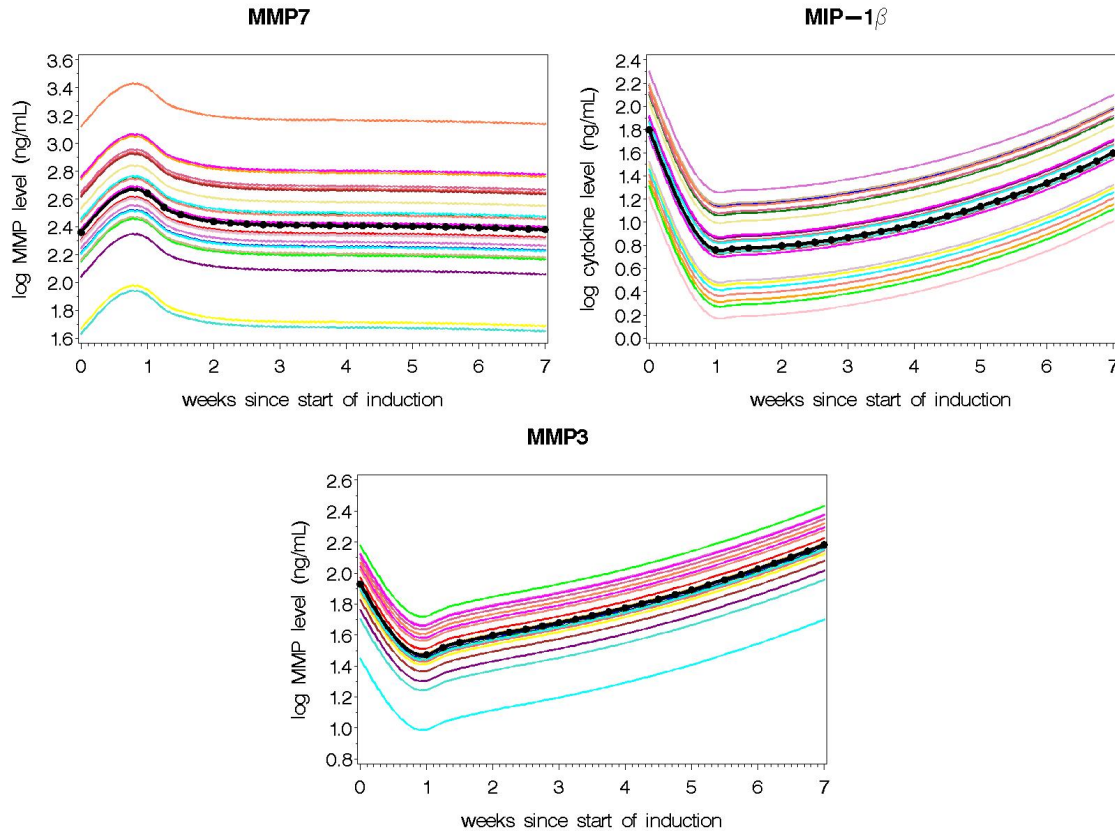 MMP7
MIP−1β
log MMP level (ng/mL)
3.6
3.4
3.2
3.0
2.8
2.6
2.4
2.2
2.0
1.8
1.6
0 1 2 3 4 5 6 7
weeks since start of induction
log cytokine level (ng/mL)
2.4
2.2
2.0
1.8
1.6
1.4
1.2
1.0
0.8
0.6
0.4
0.2
0.0
0 1 2 3 4 5 6 7
weeks since start of induction
MMP3
log MMP level (ng/mL)
2.6
2.4
2.2
2.0
1.8
1.6
1.4
1.2
1.0
0.8
0 1 2 3 4 5 6 7
weeks since start of induction